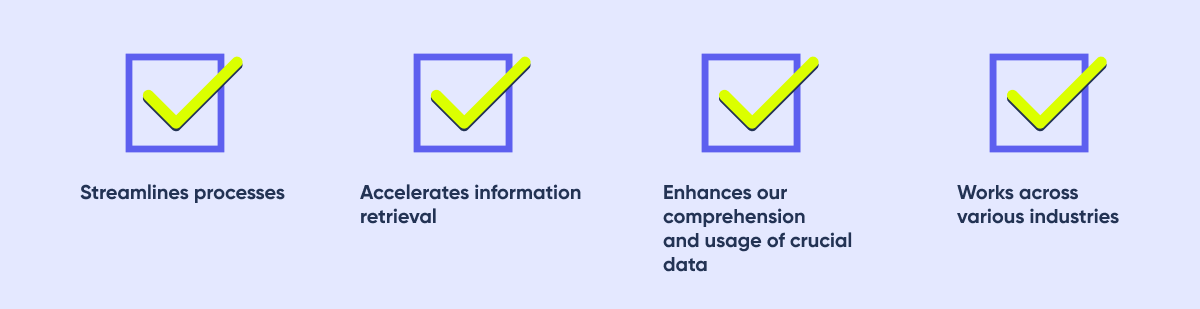 Streamlines processes
Accelerates information
retrieval
Enhances our
comprehension
and usage of crucial
data
Works across
various industries